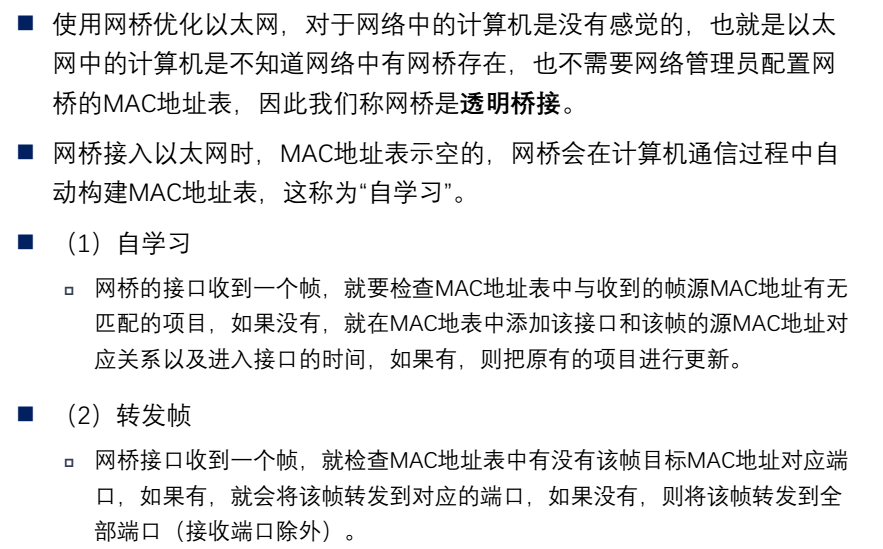 使用网桥优化以太网，对于网络中的计算机是没有感觉的，也就是以太
网中的计算机是不知道网络中有网桥存在，也不需要网络管理员配置网
桥的MAC地址表，因此我们称网桥是透明桥接。
网桥接入以太网时，MAC地址表示空的，网桥会在计算机通信过程中自
动构建MAC地址表，这称为“自学习”。
（1）自学习
网桥的接口收到一个帧，就要检查MAC地址表中与收到的帧源MAC地址有无
匹配的项目，如果没有，就在MAC地表中添加该接口和该帧的源MAC地址对
应关系以及进入接口的时间，如果有，则把原有的项目进行更新。
（2）转发帧
网桥接口收到一个帧，就检查MAC地址表中有没有该帧目标MAC地址对应端
口，如果有，就会将该帧转发到对应的端口，如果没有，则将该帧转发到全
部端口（接收端口除外）。